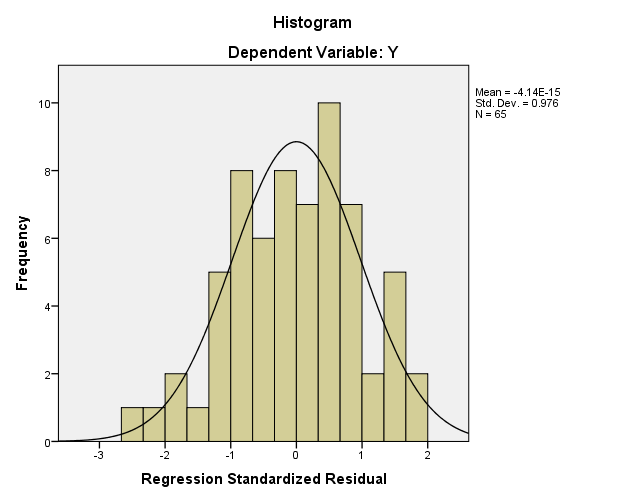 Histogram
Dependent Variable: Y
Mean = -4.14E-15
Std. Dev. = 0.976
N = 65
Frequency
10
8
6
4
2
0
-3 -2 -1 0 1 2
Regression Standardized Residual